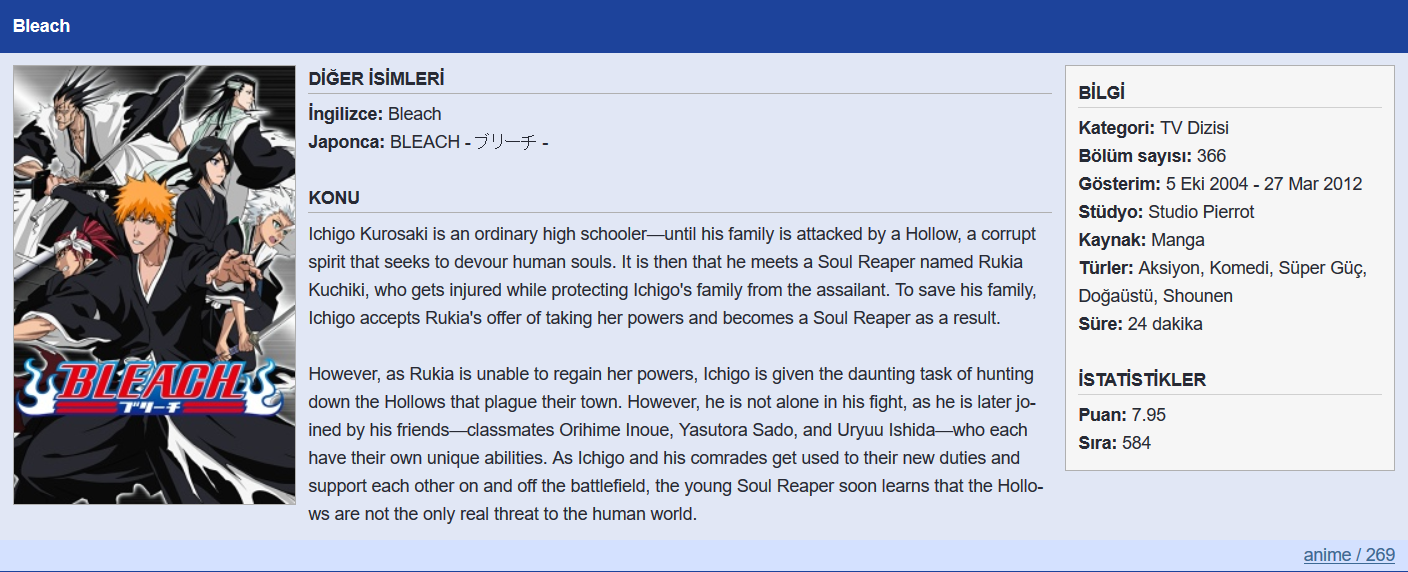 Bleach
BLEACH
ブリーチ
DİĞER İSİMLERİ
İngilizce: Bleach
Japonca: BLEACH - ブリーチ -
KONU
Ichigo Kurosaki is an ordinary high schooler—until his family is attacked by a Hollow, a corrupt
spirit that seeks to devour human souls. It is then that he meets a Soul Reaper named Rukia
Kuchiki, who gets injured while protecting Ichigo's family from the assailant. To save his family,
Ichigo accepts Rukia's offer of taking her powers and becomes a Soul Reaper as a result.
However, as Rukia is unable to regain her powers, Ichigo is given the daunting task of hunting
down the Hollows that plague their town. However, he is not alone in his fight, as he is later jo-
ined by his friends—classmates Orihime Inoue, Yasutora Sado, and Uryuu Ishida—who each
have their own unique abilities. As Ichigo and his comrades get used to their new duties and
support each other on and off the battlefield, the young Soul Reaper soon learns that the Hollo-
ws are not the only real threat to the human world.
BİLGİ
Kategori: TV Dizisi
Bölüm sayısı: 366
Gösterim: 5 Eki 2004 - 27 Mar 2012
Stüdyo: Studio Pierrot
Kaynak: Manga
Türler: Aksiyon, Komedi, Süper Güç,
Doğaüstü, Shounen
Süre: 24 dakika
İSTATİSTİKLER
Puan: 7.95
Sıra: 584
anime / 269